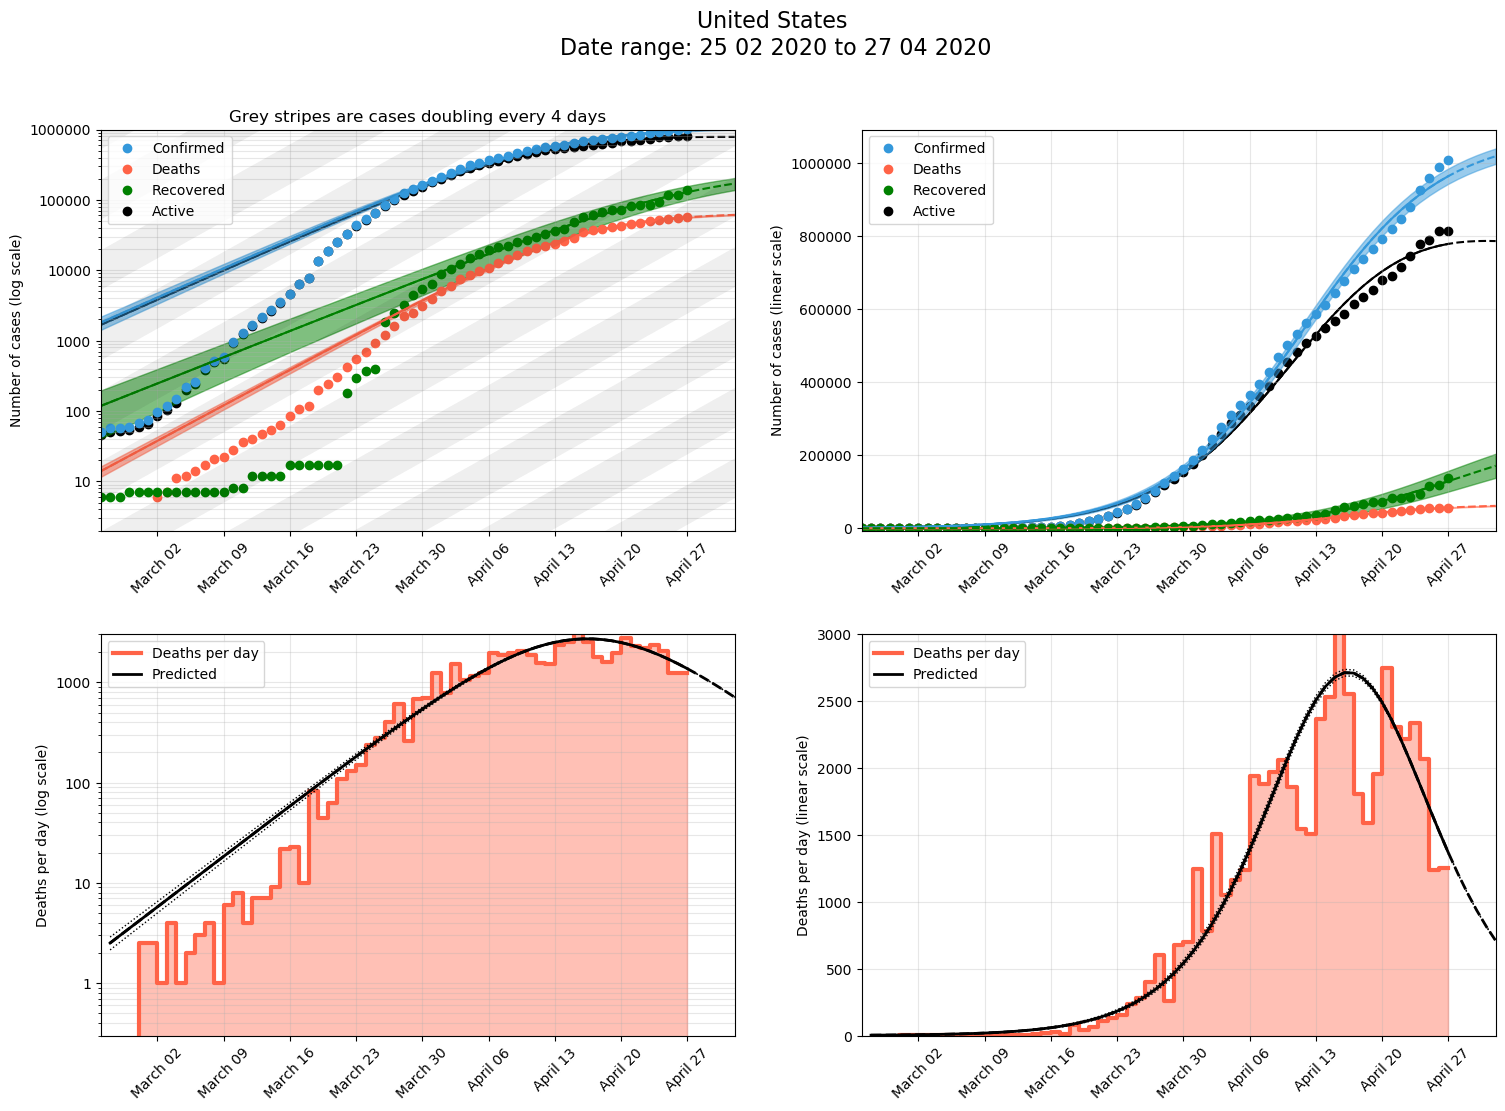 United States
Date range: 25 02 2020 to 27 04 2020
Grey stripes are cases doubling every 4 days
Number of cases (log scale)
1000000
100000
10000
1000
100
10
Confirmed
Deaths
Recovered
Active
March 02
March 09
March 16
March 23
March 30
April 06
April 13
April 20
April 27
Number of cases (linear scale)
1000000
800000
600000
400000
200000
0
Confirmed
Deaths
Recovered
Active
March 02
March 09
March 16
March 23
March 30
April 06
April 13
April 20
April 27
Deaths per day (log scale)
1000
100
10
1
Deaths per day
Predicted
March 02
March 09
March 16
March 23
March 30
April 06
April 13
April 20
April 27
Deaths per day (linear scale)
3000
2500
2000
1500
1000
500
0
Deaths per day
Predicted
March 02
March 09
March 16
March 23
March 30
April 06
April 13
April 20
April 27